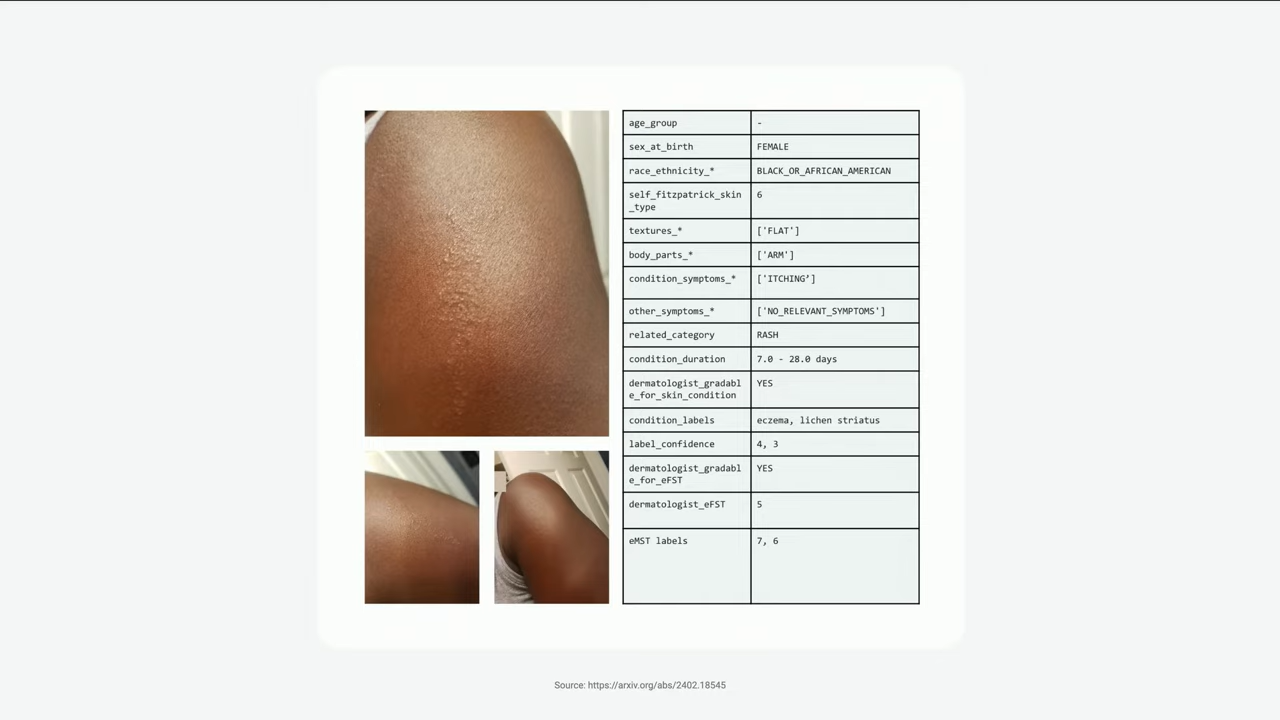 age_group -
sex_at_birth FEMALE
race_ethnicity_* BLACK_OR_AFRICAN_AMERICAN
self_fitzpatrick_skin 6
_type
textures_* ['FLAT']
body_parts_* ['ARM']
condition_symptoms_* ['ITCHING’]
other_symptoms_* ['NO_RELEVANT_SYMPTOMS']
related_category RASH
condition_duration 7.0 - 28.0 days
dermatologist_gradabl YES
e_for_skin_condition
condition_labels eczema, lichen striatus
label_confidence 4, 3
dermatologist_gradabl YES
e_for_eFST
dermatologist_eFST 5
eMST labels 7, 6
Source: https://arxiv.org/abs/2402.18545